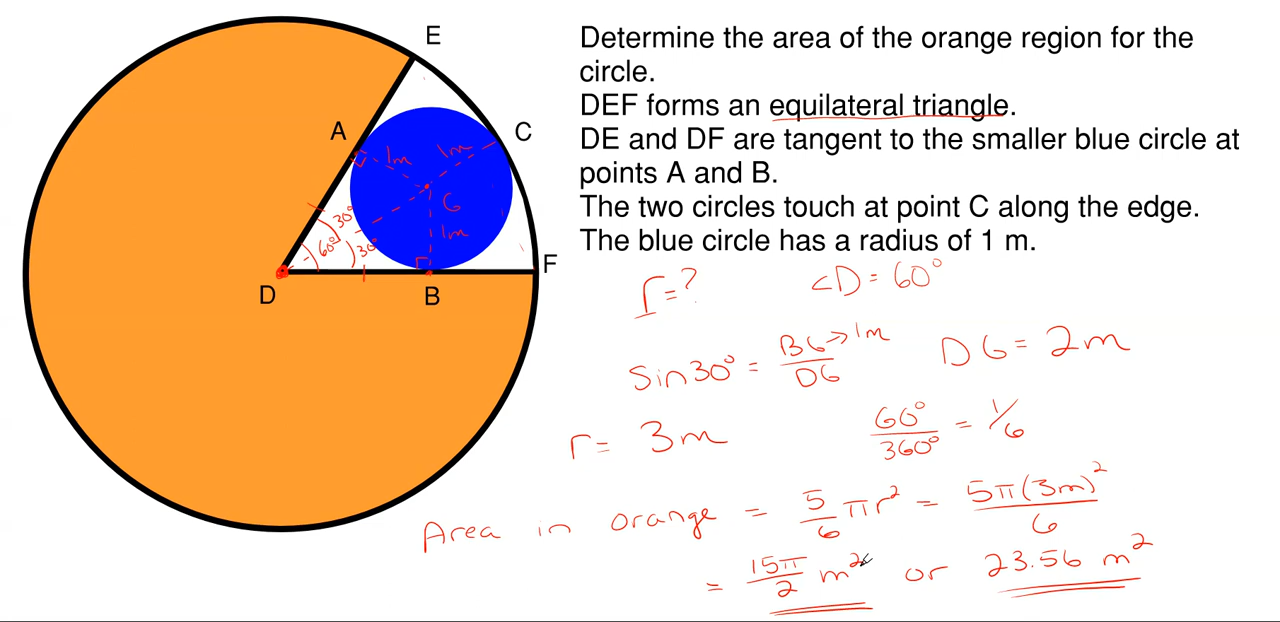 E
A
C
1m 1m
G
30°
60° 30° 1m
D
B
F
Determine the area of the orange region for the
circle.
DEF forms an equilateral triangle.
DE and DF are tangent to the smaller blue circle at
points A and B.
The two circles touch at point C along the edge.
The blue circle has a radius of 1 m.
r=? <D=60°
Sin30° = BG→1m / DG DG = 2m
r= 3m 60°/360° = 1/6
Area in orange = 5/6 πr² = 5π(3m)²/6
= 15π/2 m² or 23.56 m²